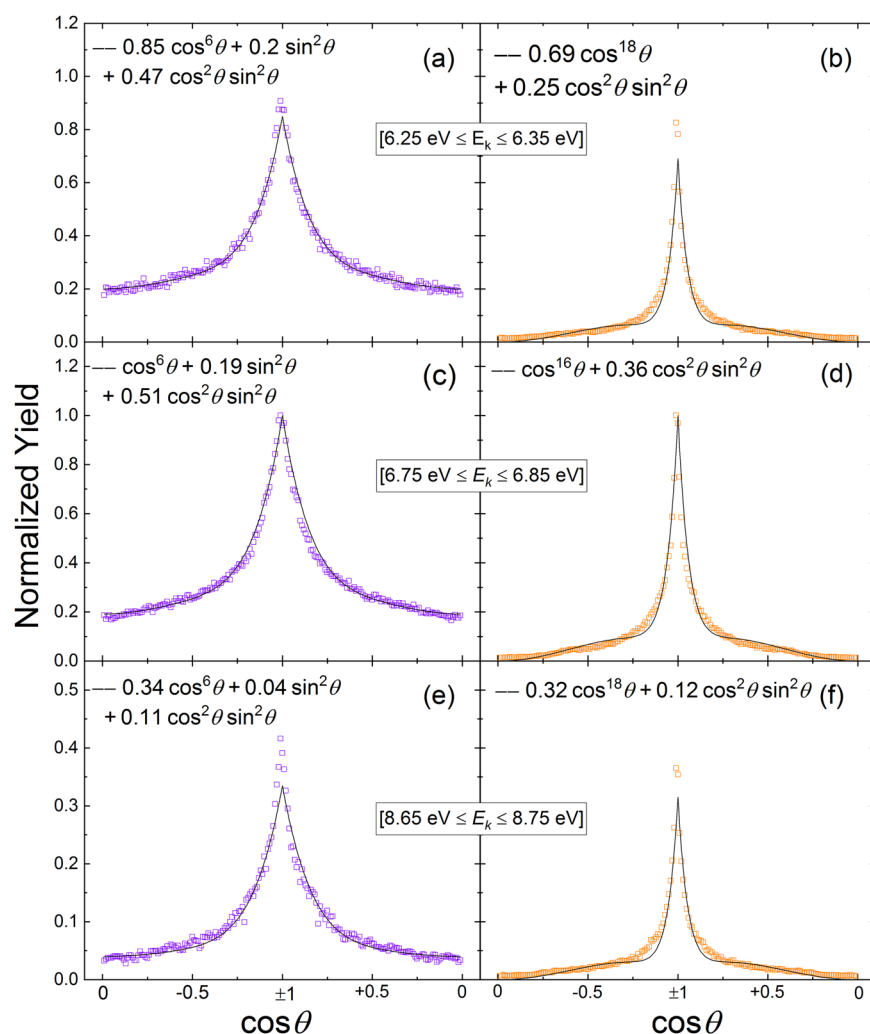 Normalized Yield
1.2
1.0
0.8
0.6
0.4
0.2
0.0
— 0.85 cos⁶θ + 0.2 sin²θ
+ 0.47 cos²θ sin²θ
(a)
— 0.69 cos¹⁸θ
+ 0.25 cos²θ sin²θ
(b)
[6.25 eV ≤ E_k ≤ 6.35 eV]
1.2
1.0
0.8
0.6
0.4
0.2
0.0
— cos⁶θ + 0.19 sin²θ
+ 0.51 cos²θ sin²θ
(c)
— cos¹⁶θ + 0.36 cos²θ sin²θ
(d)
[6.75 eV ≤ E_k ≤ 6.85 eV]
0.5
0.4
0.3
0.2
0.1
0.0
— 0.34 cos⁶θ + 0.04 sin²θ
+ 0.11 cos²θ sin²θ
(e)
— 0.32 cos¹⁸θ + 0.12 cos²θ sin²θ
(f)
[8.65 eV ≤ E_k ≤ 8.75 eV]
0 -0.5 ±1 +0.5 0
-0.5 ±1 +0.5 0
cosθ
cosθ